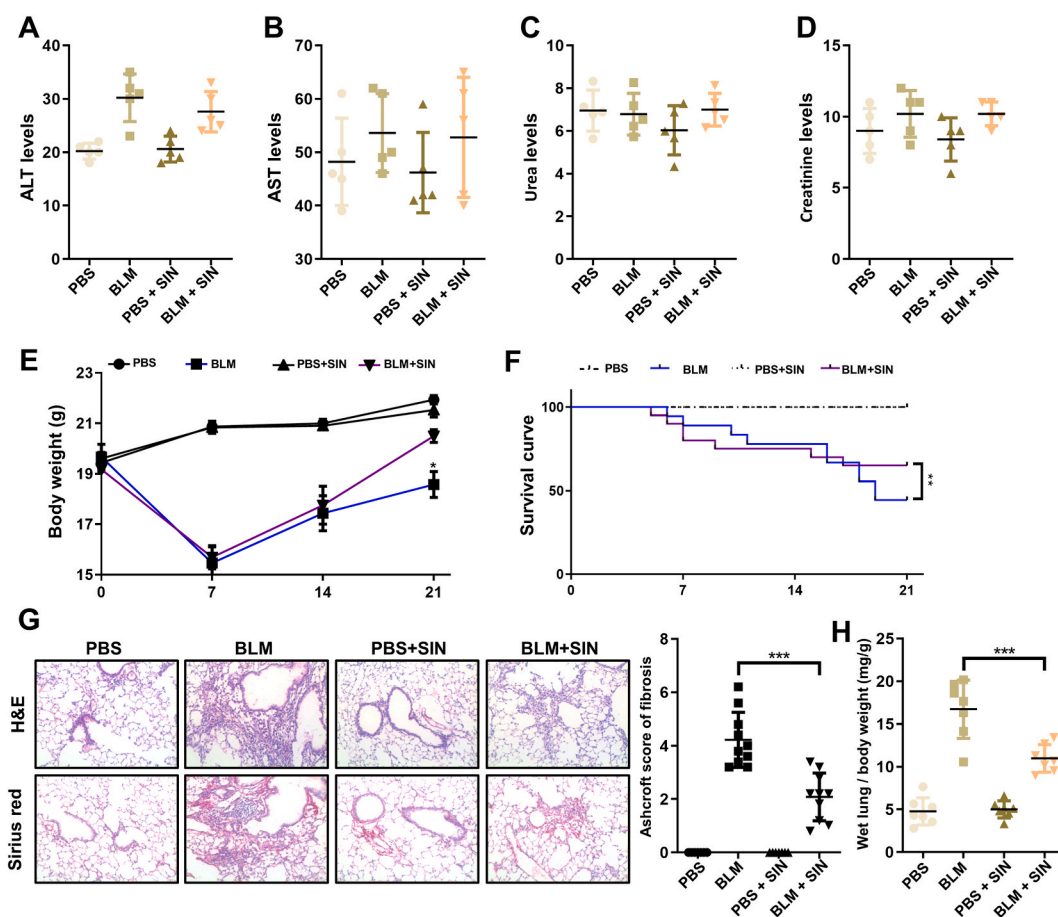 A
ALT levels
40
30
20
10
0
PBS
BLM
PBS + SIN
BLM + SIN
B
AST levels
70
60
50
40
30
PBS
BLM
PBS + SIN
BLM + SIN
C
Urea levels
10
8
6
4
2
0
PBS
BLM
PBS + SIN
BLM + SIN
D
Creatinine levels
15
10
5
0
PBS
BLM
PBS + SIN
BLM + SIN
E
PBS
BLM
PBS+SIN
BLM+SIN
Body weight (g)
23
21
19
17
15
0
7
14
21
*
F
PBS
BLM
PBS+SIN
BLM+SIN
Survival curve
100
50
0
7
14
21
**
G
PBS
BLM
PBS+SIN
BLM+SIN
H&E
Sirius red
Ashcroft score of fibrosis
8
6
4
2
0
***
PBS
BLM
PBS + SIN
BLM + SIN
H
Wet lung / body weight (mg/g)
25
20
15
10
5
0
***
PBS
BLM
PBS + SIN
BLM + SIN